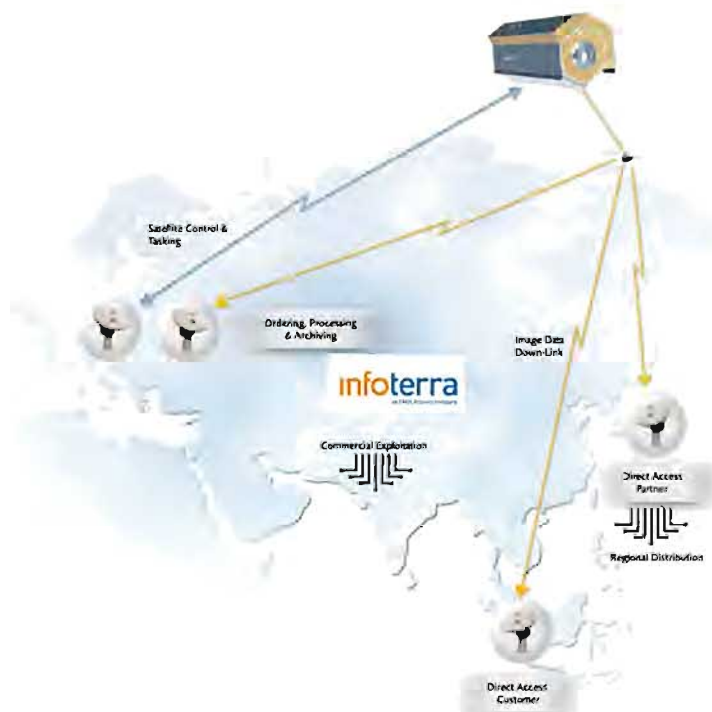 Satellite Control &
Tasking
Ordering, Processing
& Archiving
Image Data
Down-Link
infoterra
Commercial Exploitation
Direct Access
Partner
Regional Distribution
Direct Access
Customer